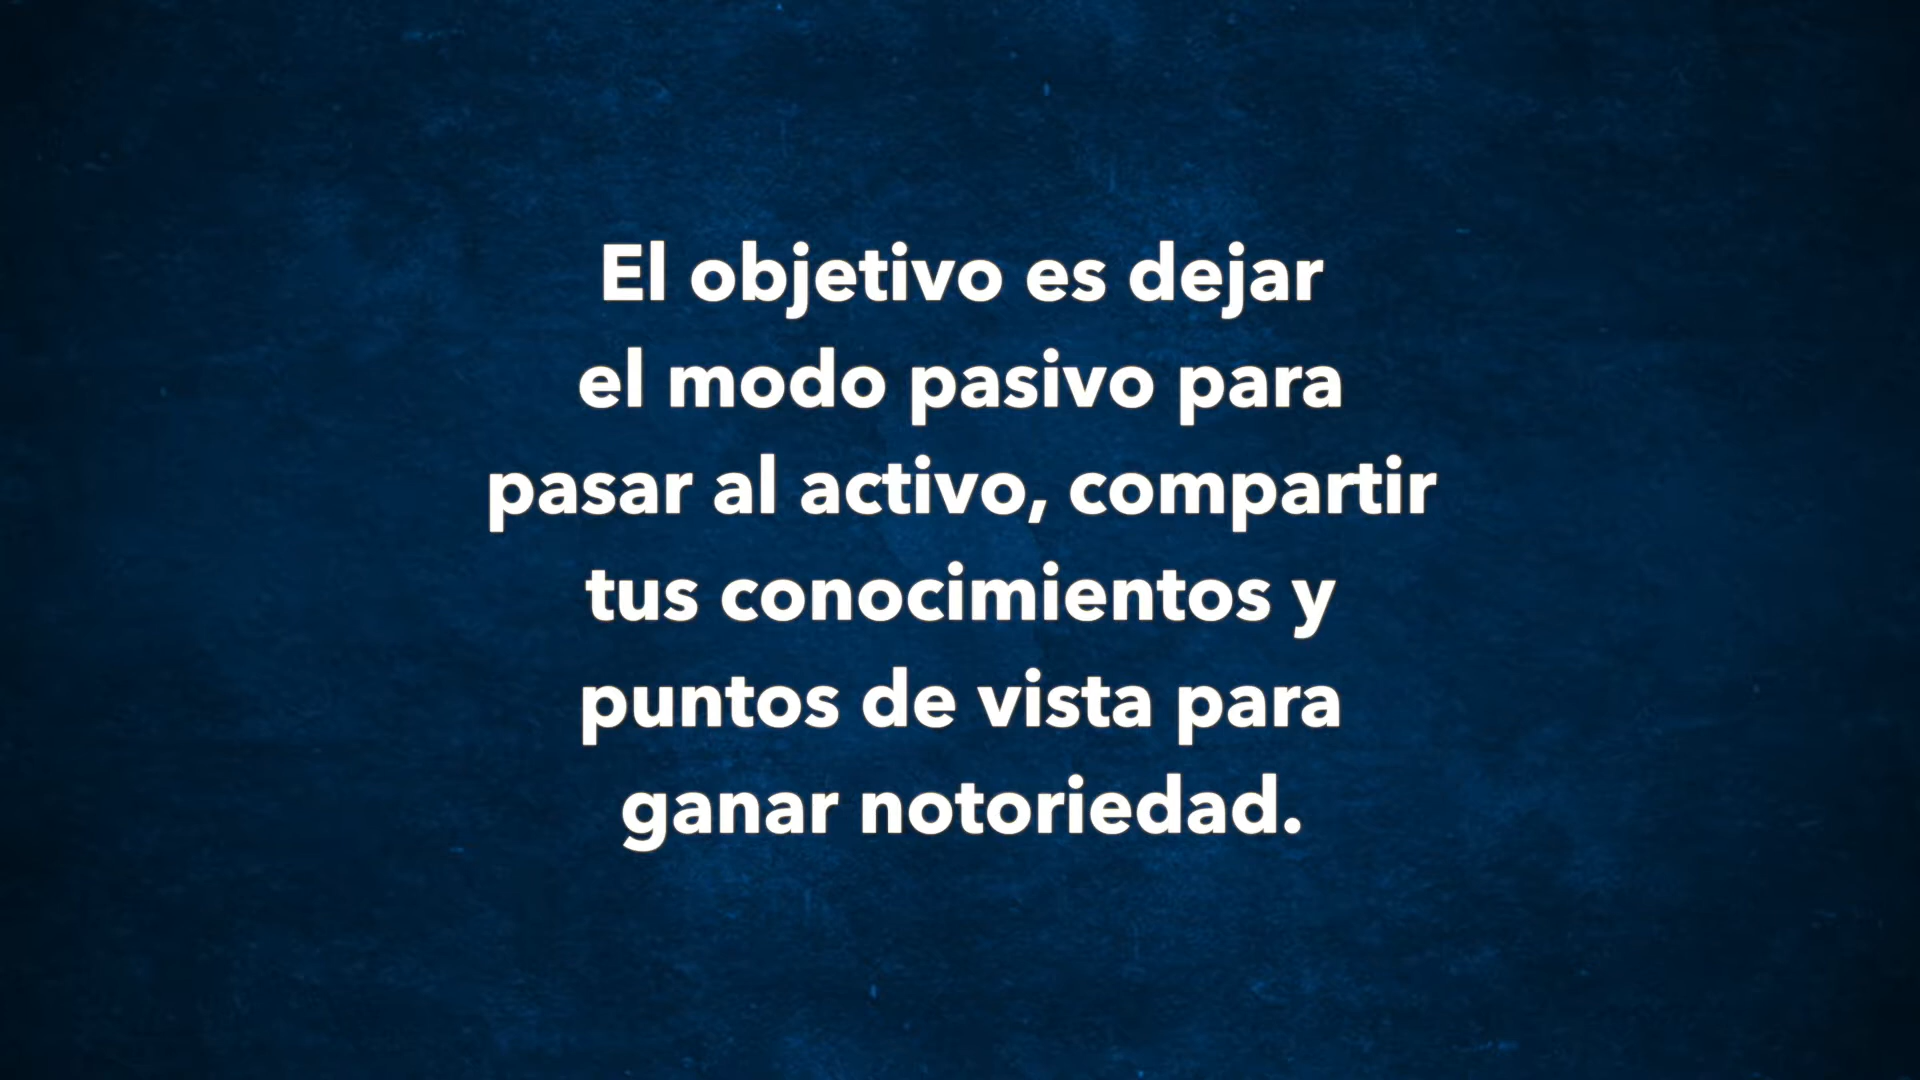 El objetivo es dejar
el modo pasivo para
pasar al activo, compartir
tus conocimientos y
puntos de vista para
ganar notoriedad.